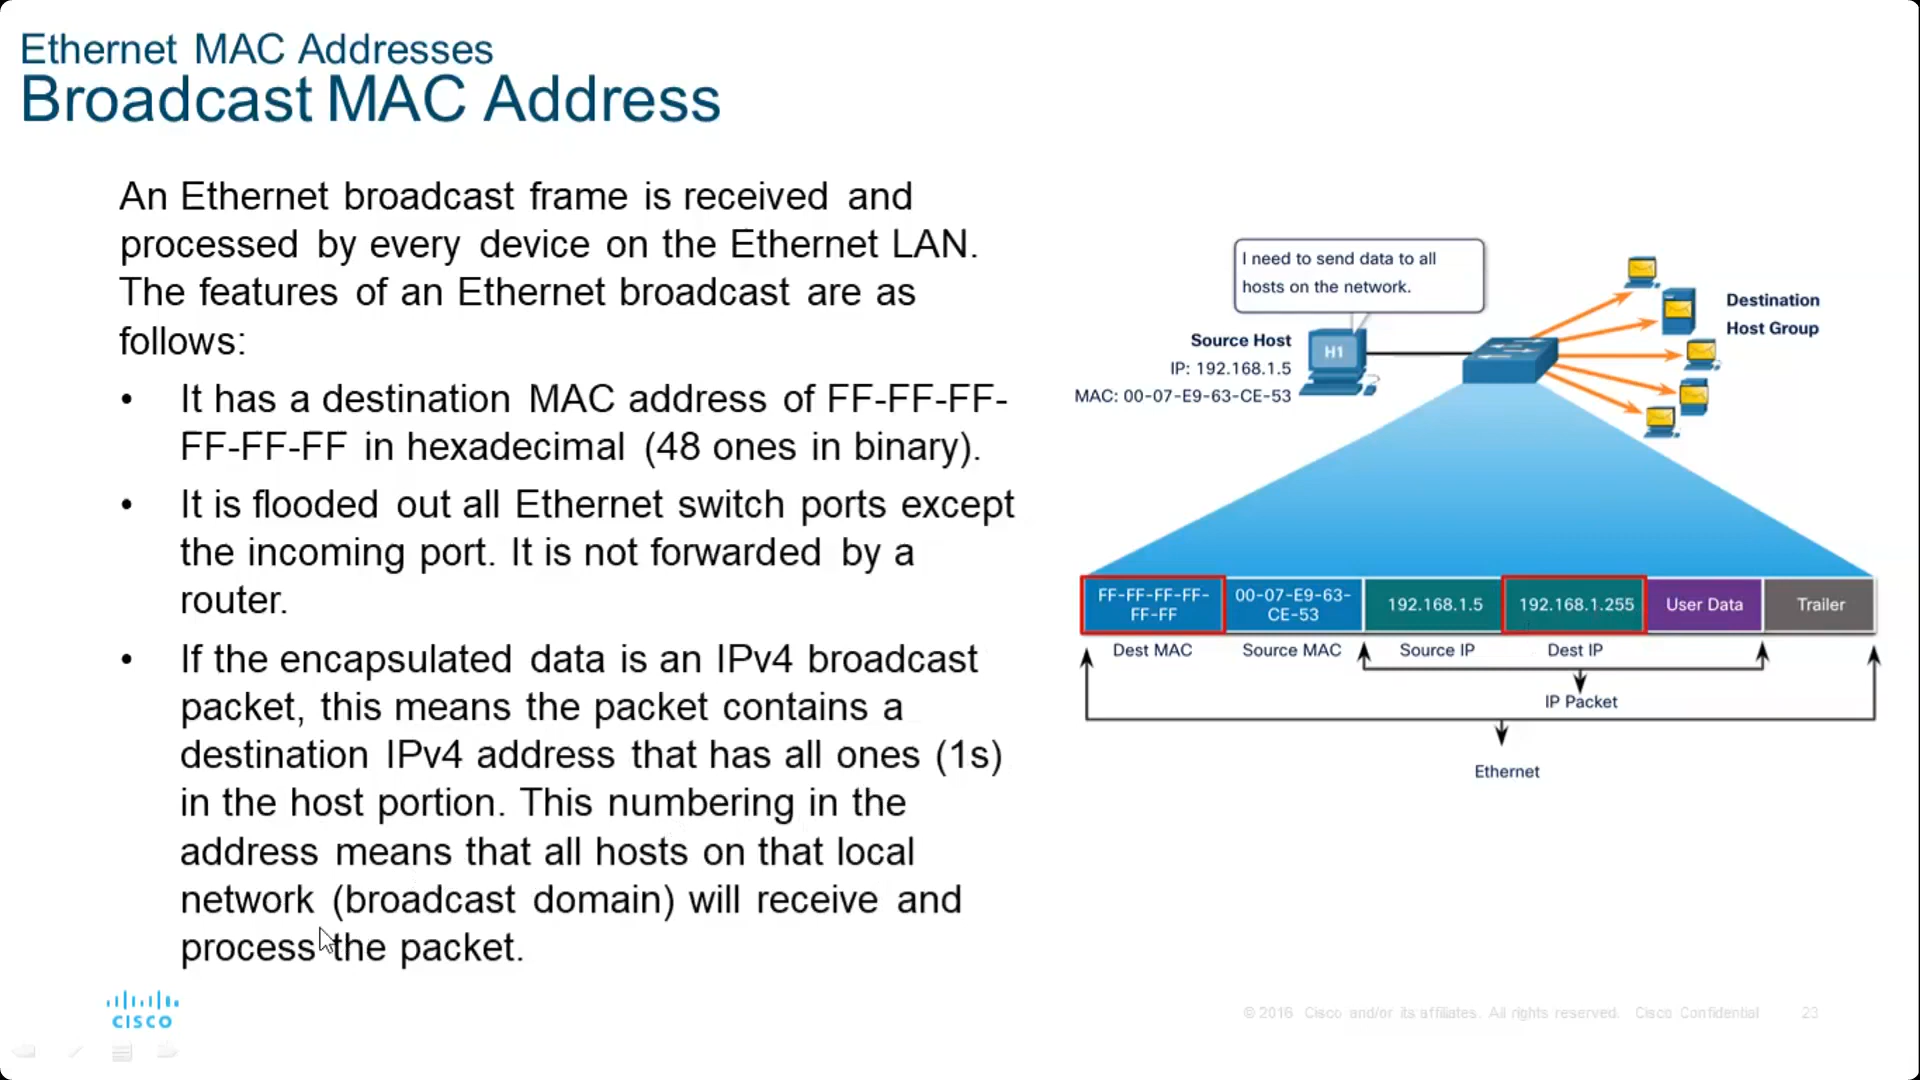 Ethernet MAC Addresses
Broadcast MAC Address
An Ethernet broadcast frame is received and
processed by every device on the Ethernet LAN.
The features of an Ethernet broadcast are as
follows:
• It has a destination MAC address of FF-FF-FF-
FF-FF-FF in hexadecimal (48 ones in binary).
• It is flooded out all Ethernet switch ports except
the incoming port. It is not forwarded by a
router.
• If the encapsulated data is an IPv4 broadcast
packet, this means the packet contains a
destination IPv4 address that has all ones (1s)
in the host portion. This numbering in the
address means that all hosts on that local
network (broadcast domain) will receive and
process the packet.
I need to send data to all
hosts on the network.
Source Host
IP: 192.168.1.5
MAC: 00-07-E9-63-CE-53
H1
Destination
Host Group
FF-FF-FF-FF-
FF-FF
00-07-E9-63-
CE-53
192.168.1.5
192.168.1.255
User Data
Trailer
Dest MAC
Source MAC
Source IP
Dest IP
IP Packet
Ethernet
CISCO
© 2016 Cisco and/or its affiliates. All rights reserved. Cisco Confidential
23